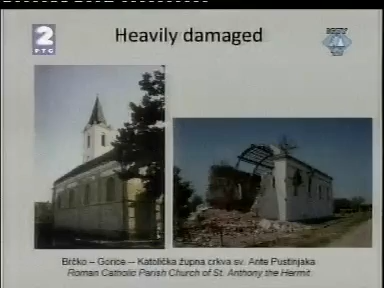 2
РТС
ICTY
Heavily damaged
Brčko – Gorice – Katolička župna crkva sv. Ante Pustinjaka
Roman Catholic Parish Church of St. Anthony the Hermit